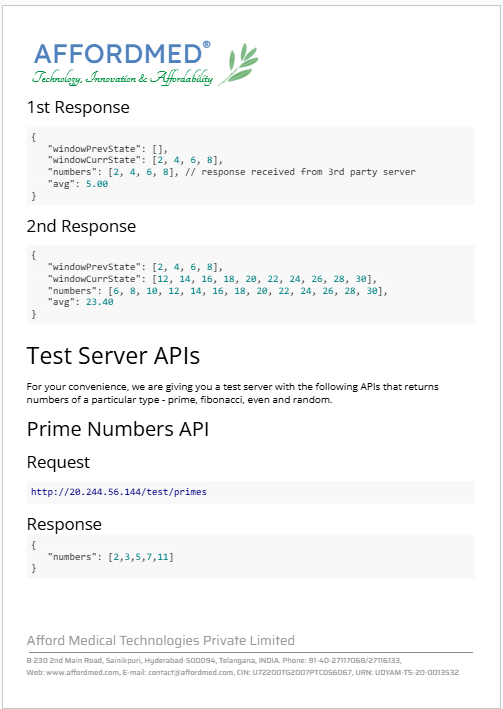 AFFORDMED®
Technology, Innovation & Affordability
1st Response
{
"windowPrevState": [],
"windowCurrState": [2, 4, 6, 8],
"numbers": [2, 4, 6, 8], // response received from 3rd party server
"avg": 5.00
}
2nd Response
{
"windowPrevState": [2, 4, 6, 8],
"windowCurrState": [12, 14, 16, 18, 20, 22, 24, 26, 28, 30],
"numbers": [6, 8, 10, 12, 14, 16, 18, 20, 22, 24, 26, 28, 30],
"avg": 23.40
}
Test Server APIs
For your convenience, we are giving you a test server with the following APIs that returns
numbers of a particular type - prime, fibonacci, even and random.
Prime Numbers API
Request
http://20.244.56.144/test/primes
Response
{
"numbers": [2,3,5,7,11]
}
Afford Medical Technologies Private Limited
B 230 2nd Main Road, Sainikpuri, Hyderabad-500094, Telangana, INDIA. Phone: 91-40-27117068/27116133,
Web: www.affordmed.com, E-mail: contact@affordmed.com, CIN: U72200TG2007PTC056067, URN: UDYAM-TS-20-0013532